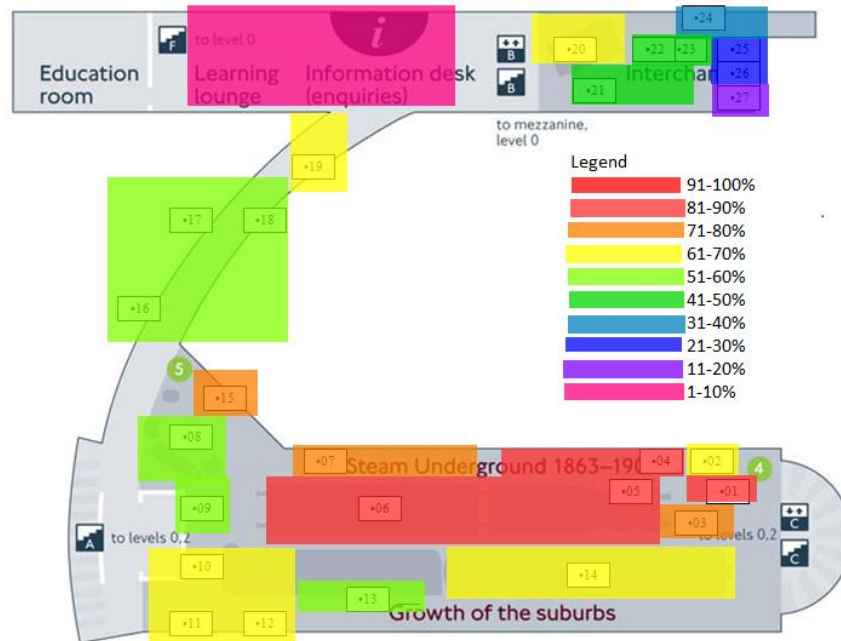 •24
to level 0
F
i
•20
•22
•23
•25
B
Education
room
Learning
lounge
Information desk
(enquiries)
Interchan
•26
B
•21
•27
to mezzanine,
level 0
•19
Legend
91-100%
81-90%
71-80%
61-70%
51-60%
41-50%
31-40%
21-30%
11-20%
1-10%
•17
•18
•16
5
•15
•08
•07
Steam Underground 1863–190
•04
•02
4
•05
•01
•09
•06
•03
C
A
to levels 0,2
to levels 0,2
C
•10
•14
•13
Growth of the suburbs
•11
•12